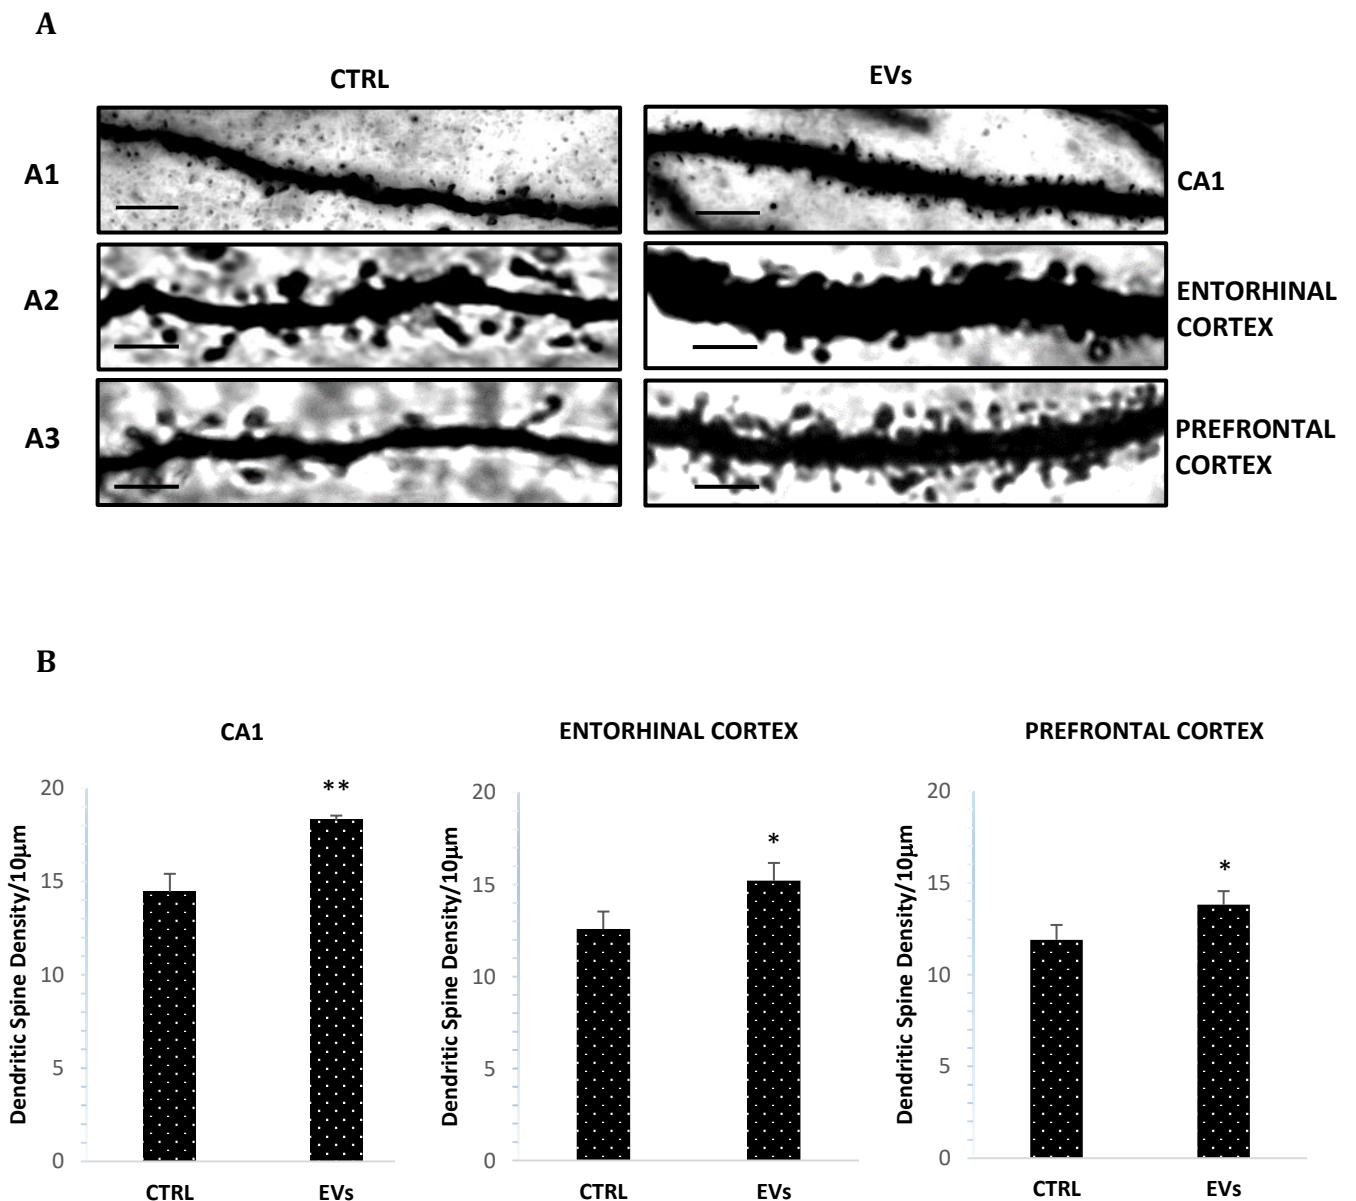 A
CTRL
EVs
A1
CA1
A2
ENTORHINAL
CORTEX
A3
PREFRONTAL
CORTEX
B
CA1
Dendritic Spine Density/10µm
20
15
10
5
0
**
CTRL
EVs
ENTORHINAL CORTEX
Dendritic Spine Density/10µm
20
15
10
5
0
*
CTRL
EVs
PREFRONTAL CORTEX
Dendritic Spine Density/10µm
20
15
10
5
0
*
CTRL
EVs